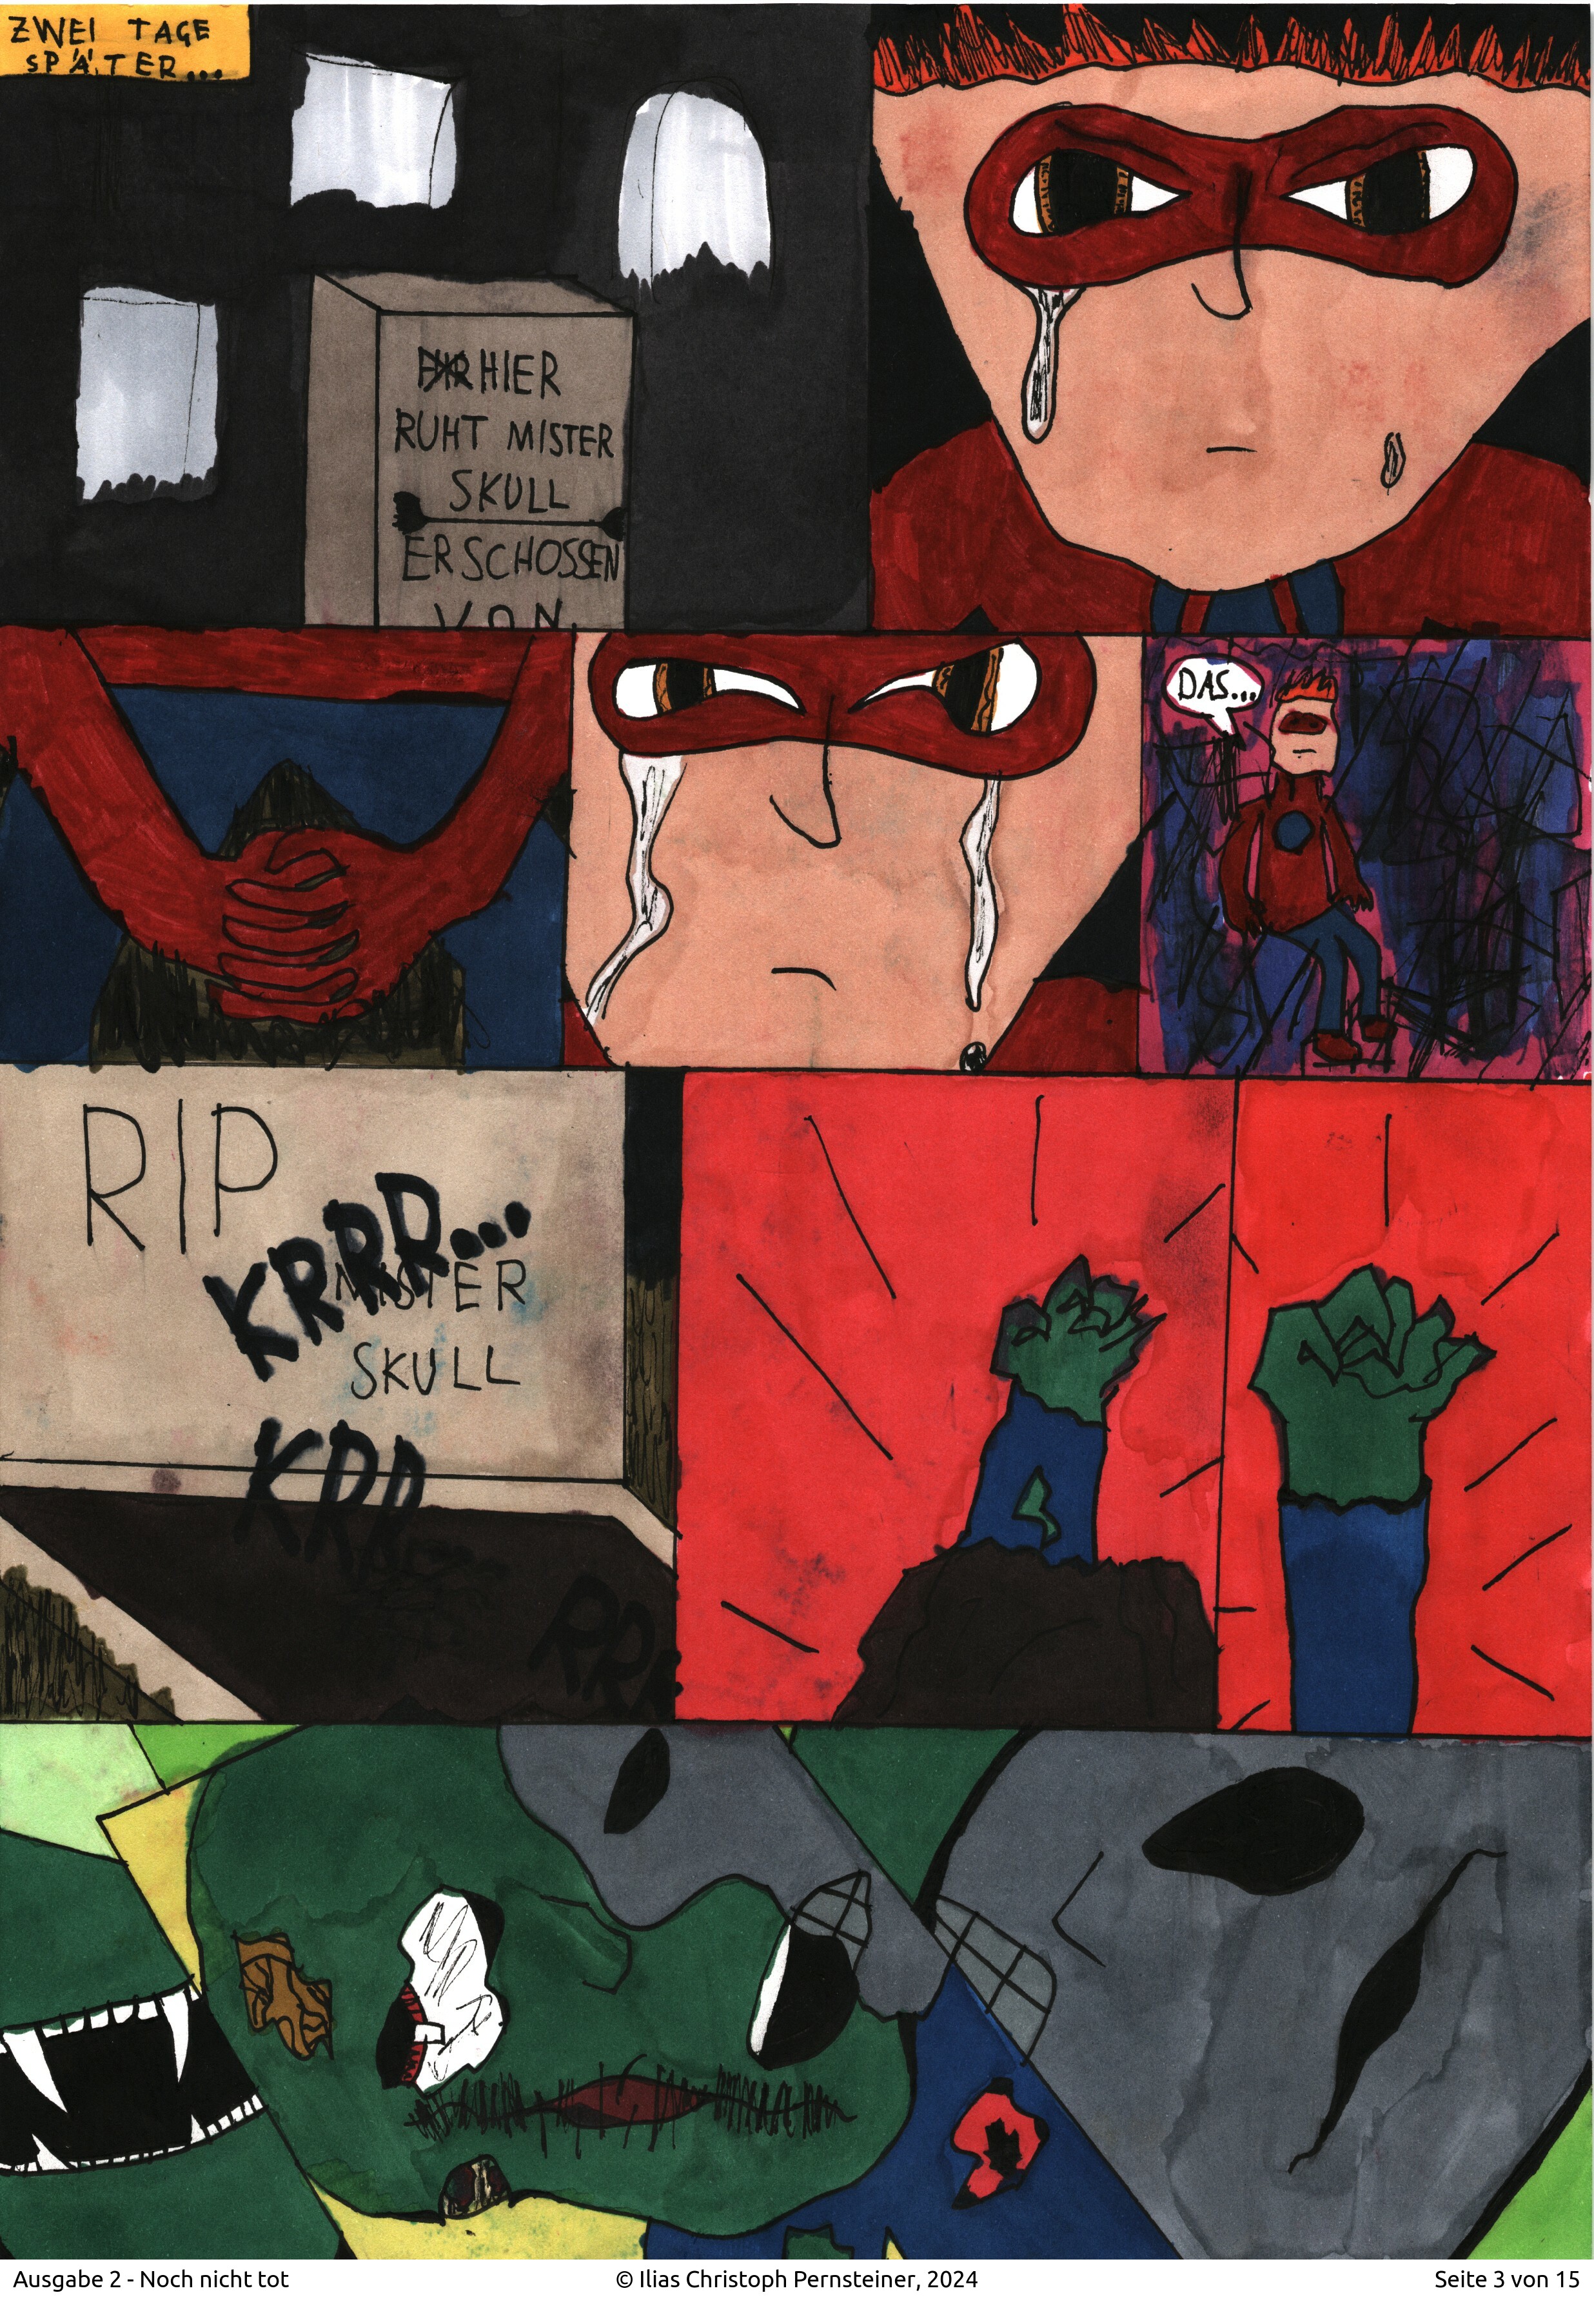 ZWEI TAGE
SPÄTER...
HIER
RUHT MISTER
SKULL
ERSCHOSSEN
VON
DAS...
RIP
KRRR...
MISTER
SKULL
KRR
RRR
Ausgabe 2 - Noch nicht tot
© Ilias Christoph Pernsteiner, 2024
Seite 3 von 15